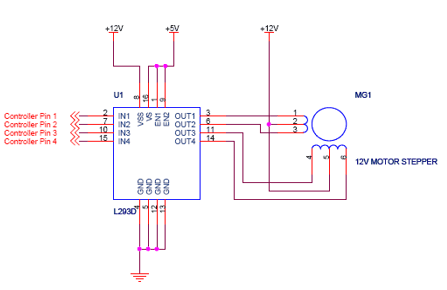 +12V +5V +12V
U1 MG1
8 16 1 9
VSS VS EN1 EN2
Controller Pin 1 2 IN1 OUT1 3 1
Controller Pin 2 7 IN2 OUT2 6 2
Controller Pin 3 10 IN3 OUT3 11 3
Controller Pin 4 15 IN4 OUT4 14
4 5 6
12V MOTOR STEPPER
GND GND GND GND
L293D
4 5 12 13